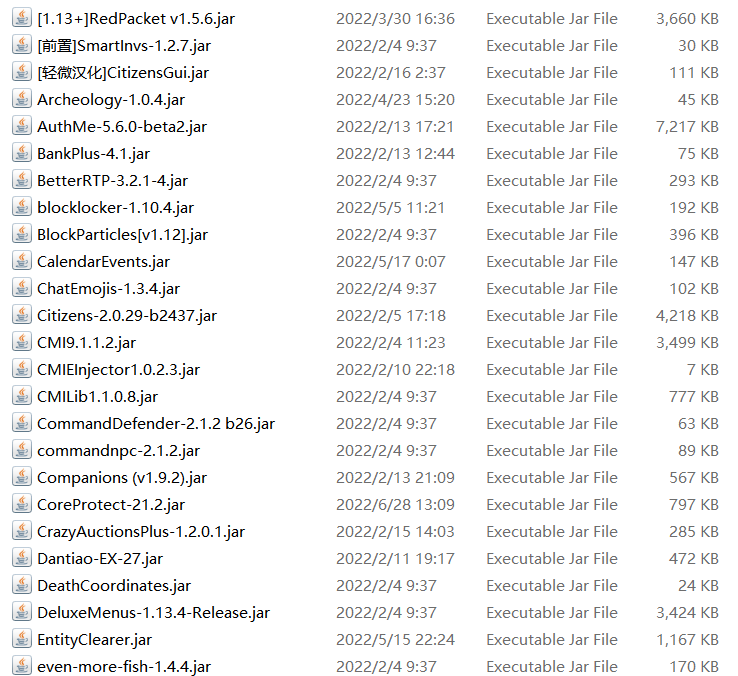 [1.13+]RedPacket v1.5.6.jar 2022/3/30 16:36 Executable Jar File 3,660 KB
[前置]SmartInvs-1.2.7.jar 2022/2/4 9:37 Executable Jar File 30 KB
[轻微汉化]CitizensGui.jar 2022/2/16 2:37 Executable Jar File 111 KB
Archeology-1.0.4.jar 2022/4/23 15:20 Executable Jar File 45 KB
AuthMe-5.6.0-beta2.jar 2022/2/13 17:21 Executable Jar File 7,217 KB
BankPlus-4.1.jar 2022/2/13 12:44 Executable Jar File 75 KB
BetterRTP-3.2.1-4.jar 2022/2/4 9:37 Executable Jar File 293 KB
blocklocker-1.10.4.jar 2022/5/5 11:21 Executable Jar File 192 KB
BlockParticles[v1.12].jar 2022/2/4 9:37 Executable Jar File 396 KB
CalendarEvents.jar 2022/5/17 0:07 Executable Jar File 147 KB
ChatEmojis-1.3.4.jar 2022/2/4 9:37 Executable Jar File 102 KB
Citizens-2.0.29-b2437.jar 2022/2/5 17:18 Executable Jar File 4,218 KB
CMI9.1.1.2.jar 2022/2/4 11:23 Executable Jar File 3,499 KB
CMIEInjector1.0.2.3.jar 2022/2/10 22:18 Executable Jar File 7 KB
CMILib1.1.0.8.jar 2022/2/4 9:37 Executable Jar File 777 KB
CommandDefender-2.1.2 b26.jar 2022/2/4 9:37 Executable Jar File 63 KB
commandnpc-2.1.2.jar 2022/2/4 9:37 Executable Jar File 89 KB
Companions (v1.9.2).jar 2022/2/13 21:09 Executable Jar File 567 KB
CoreProtect-21.2.jar 2022/6/28 13:09 Executable Jar File 797 KB
CrazyAuctionsPlus-1.2.0.1.jar 2022/2/15 14:03 Executable Jar File 285 KB
Dantiao-EX-27.jar 2022/2/11 19:17 Executable Jar File 472 KB
DeathCoordinates.jar 2022/2/4 9:37 Executable Jar File 24 KB
DeluxeMenus-1.13.4-Release.jar 2022/2/4 9:37 Executable Jar File 3,424 KB
EntityClearer.jar 2022/5/15 22:24 Executable Jar File 1,167 KB
even-more-fish-1.4.4.jar 2022/2/4 9:37 Executable Jar File 170 KB